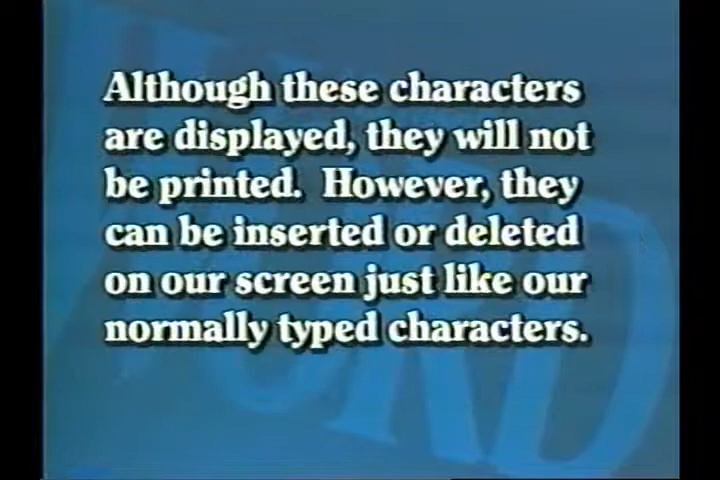 Although these characters
are displayed, they will not
be printed.  However, they
can be inserted or deleted
on our screen just like our
normally typed characters.